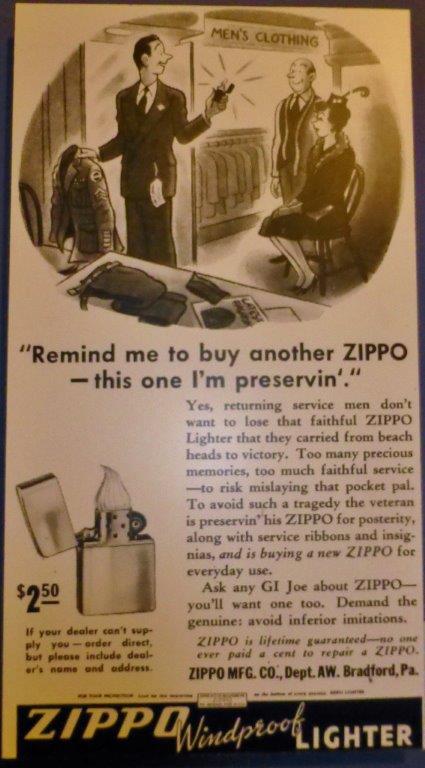 MEN'S CLOTHING
"Remind me to buy another ZIPPO
—this one I'm preservin'."
Yes, returning service men don't
want to lose that faithful ZIPPO
Lighter that they carried from beach
heads to victory. Too many precious
memories, too much faithful service
—to risk mislaying that pocket pal.
To avoid such a tragedy the veteran
is preservin' his ZIPPO for posterity,
along with service ribbons and insig-
nias, and is buying a new ZIPPO for
everyday use.
Ask any GI Joe about ZIPPO—
you'll want one too. Demand the
genuine: avoid inferior imitations.
ZIPPO is lifetime guaranteed—no one
ever paid a cent to repair a ZIPPO.
$2.50
If your dealer can't sup-
ply you—order direct,
but please include deal-
er's name and address.
ZIPPO MFG. CO., Dept. AW. Bradford, Pa.
FOR YOUR PROTECTION
ZIPPO Windproof LIGHTER